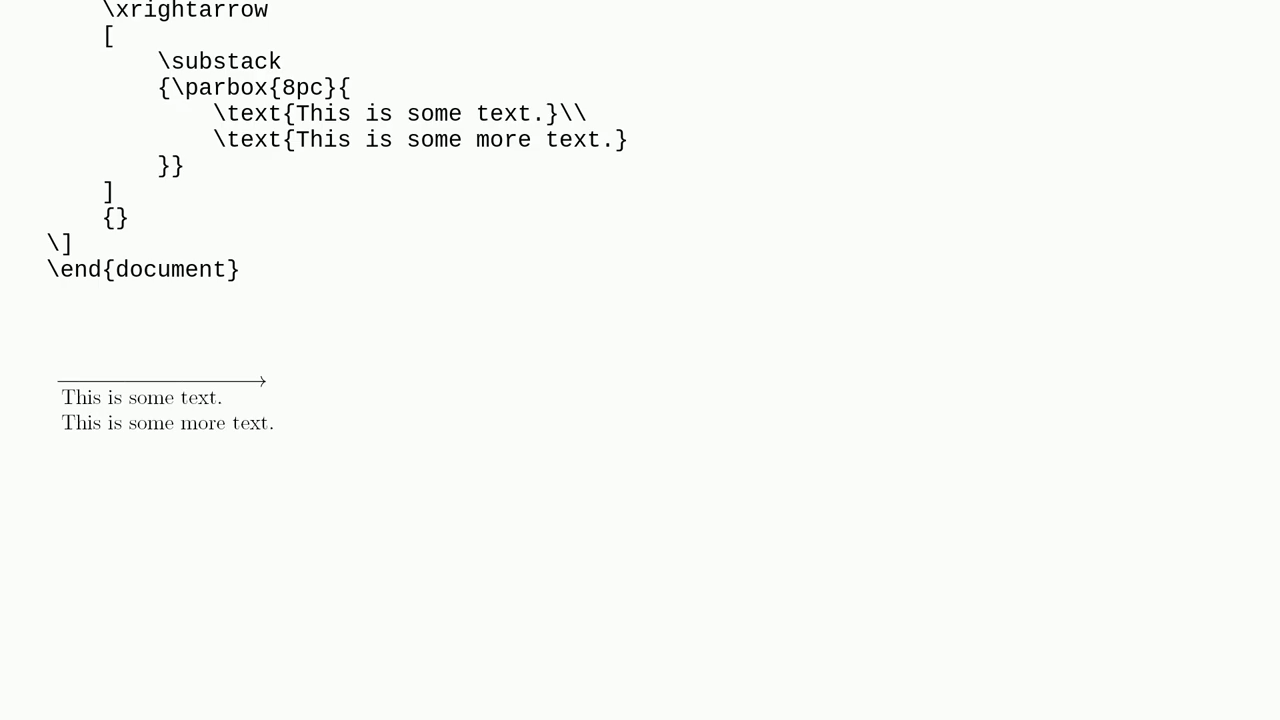 \xrightarrow
[
\substack
{\parbox{8pc}{
\text{This is some text.}\\
\text{This is some more text.}
}}
]
{}
\]
\end{document}
This is some text.
This is some more text.